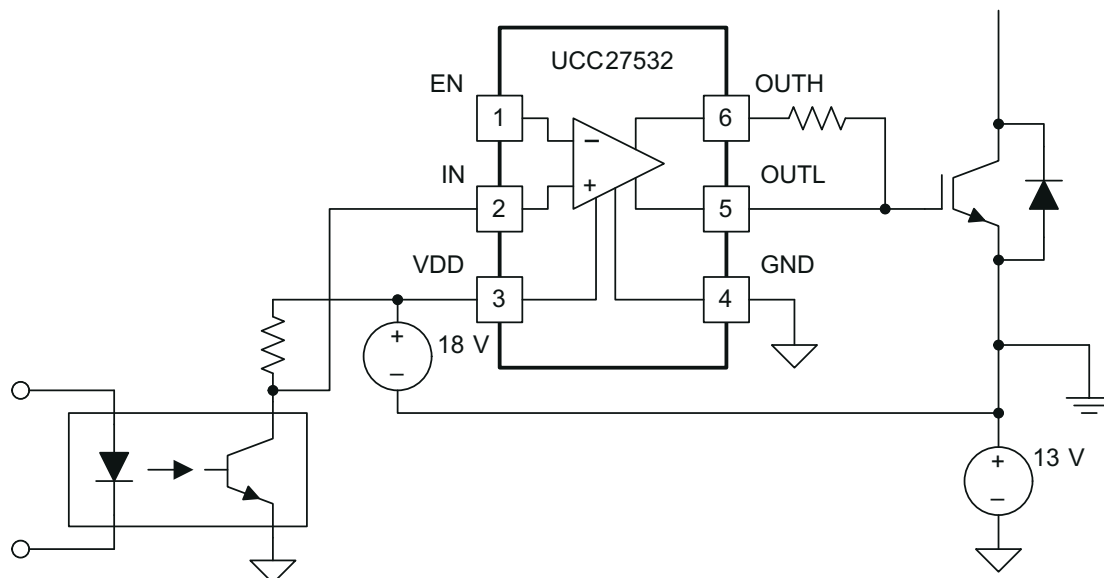 UCC27532
EN
OUTH
1
6
−
IN
OUTL
+
2
5
VDD
GND
3
4
+
18 V
−
+
13 V
−